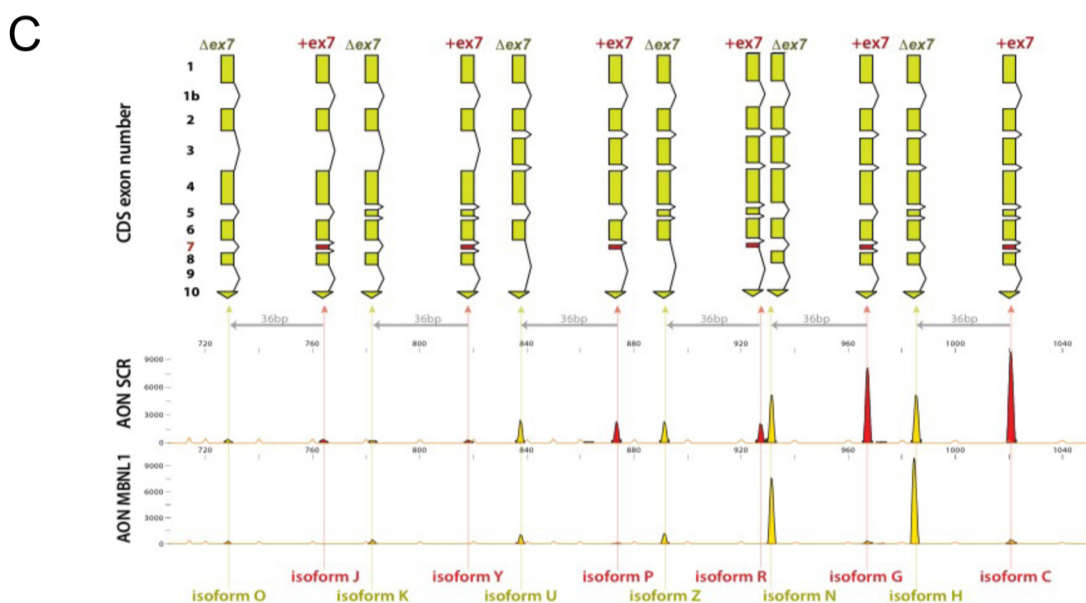 C
Δex7 +ex7 Δex7 +ex7 Δex7 +ex7 Δex7 +ex7 Δex7 +ex7 Δex7 +ex7
CDS exon number
1
1b
2
3
4
5
6
7
8
9
10
36bp 36bp 36bp 36bp 36bp 36bp
720 760 800 840 880 920 960 1000 1040
AON SCR
9000
6000
3000
0
720 760 800 840 880 920 960 1000 1040
AON MBNL1
9000
6000
3000
0
isoform J isoform Y isoform P isoform R isoform G isoform C
isoform O isoform K isoform U isoform Z isoform N isoform H